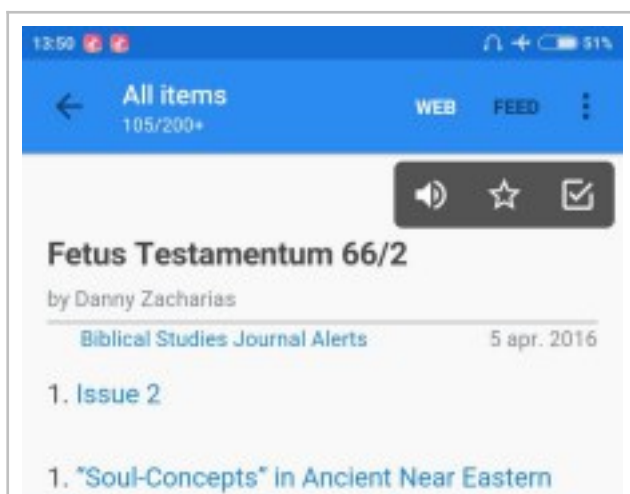 13:50 51%
All items
WEB FEED
105/200+
Fetus Testamentum 66/2
by Danny Zacharias
Biblical Studies Journal Alerts 5 apr. 2016
1. Issue 2
1. "Soul-Concepts" in Ancient Near Eastern